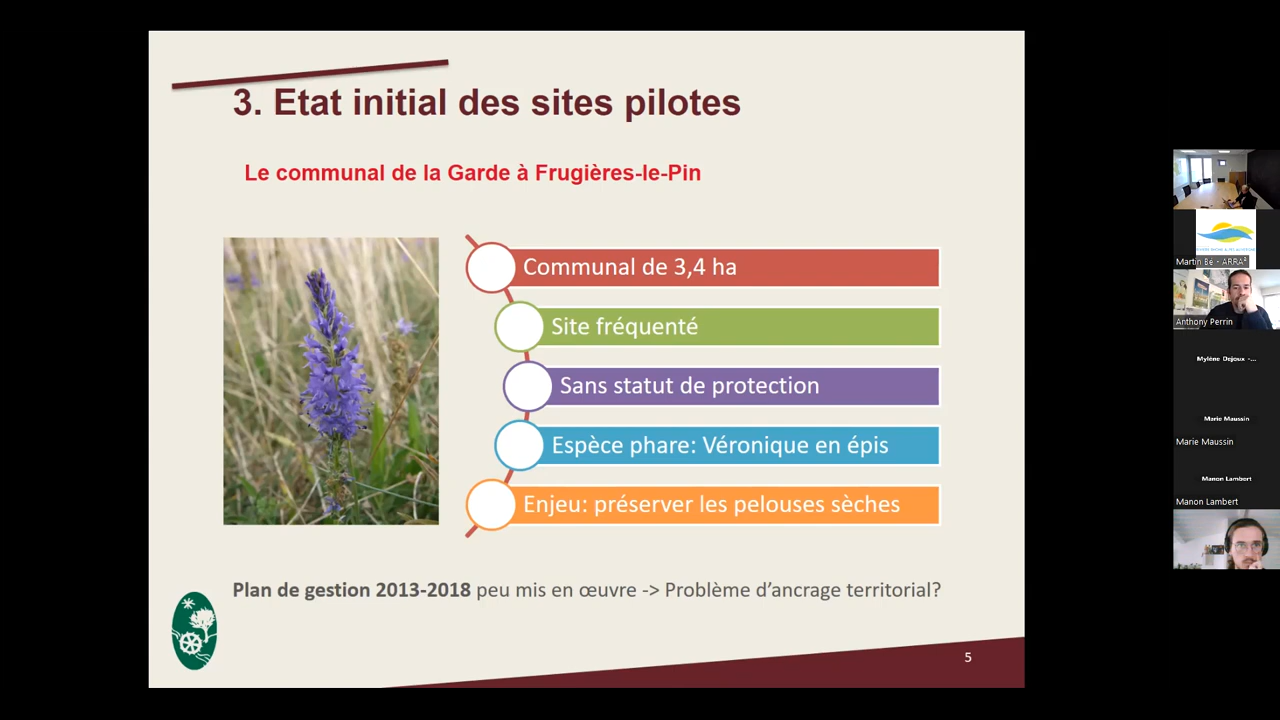 3. Etat initial des sites pilotes
Le communal de la Garde à Frugières-le-Pin
Communal de 3,4 ha
Site fréquenté
Sans statut de protection
Espèce phare: Véronique en épis
Enjeu: préserver les pelouses sèches
Plan de gestion 2013-2018 peu mis en œuvre -> Problème d'ancrage territorial?
5
Martin Bé - ARRA²
Anthony Perrin
Mylène Dejoux -...
Marie Maussin
Marie Maussin
Manon Lambert
Manon Lambert